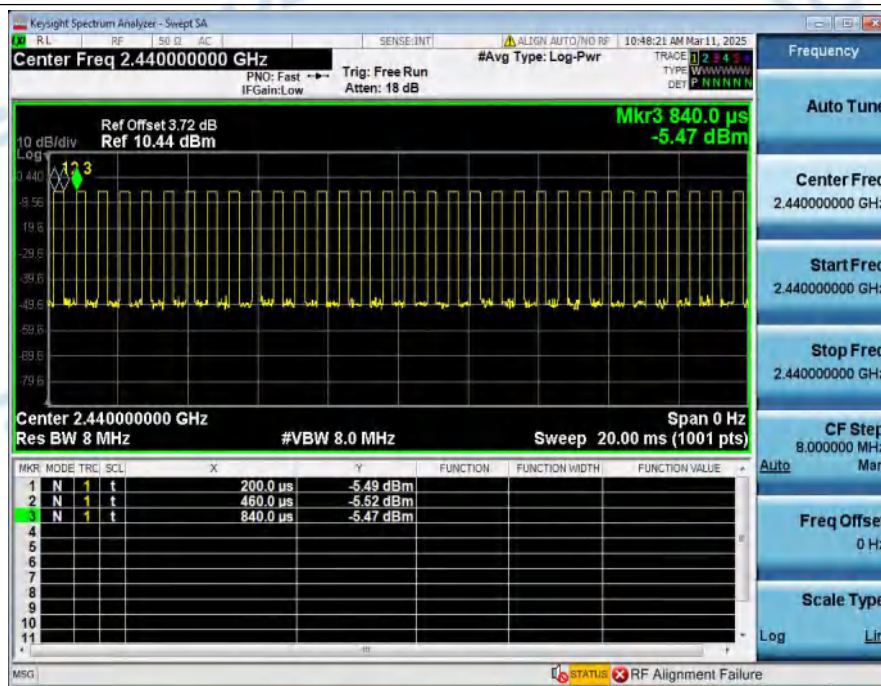 Keysight Spectrum Analyzer - Swept SA
RL RF 50 Ω AC SENSE:INT ALIGN AUTO/NO RF 10:48:21 AM Mar 11, 2025
Center Freq 2.440000000 GHz
#Avg Type: Log-Pwr
TRACE 1 2 3 4 5 6
PNO: Fast Trig: Free Run
TYPE WWWWWW
IFGain:Low Atten: 18 dB
DET P N N N N N
Frequency
Mkr3 840.0 µs
-5.47 dBm
Ref Offset 3.72 dB
10 dB/div Ref 10.44 dBm
Log
1 2 3
0.440
-9.56
-19.6
-29.6
-39.6
-49.6
-59.6
-69.6
-79.6
Center 2.440000000 GHz Span 0 Hz
Res BW 8 MHz #VBW 8.0 MHz Sweep 20.00 ms (1001 pts)
MKR MODE TRC SCL X Y FUNCTION FUNCTION WIDTH FUNCTION VALUE
1 N 1 t 200.0 µs -5.49 dBm
2 N 1 t 460.0 µs -5.52 dBm
3 N 1 t 840.0 µs -5.47 dBm
4
5
6
7
8
9
10
11
Auto Tune
Center Freq
2.440000000 GHz
Start Freq
2.440000000 GHz
Stop Freq
2.440000000 GHz
CF Step
8.000000 MHz
Auto Man
Freq Offset
0 Hz
Scale Type
Log Lin
MSG STATUS RF Alignment Failure